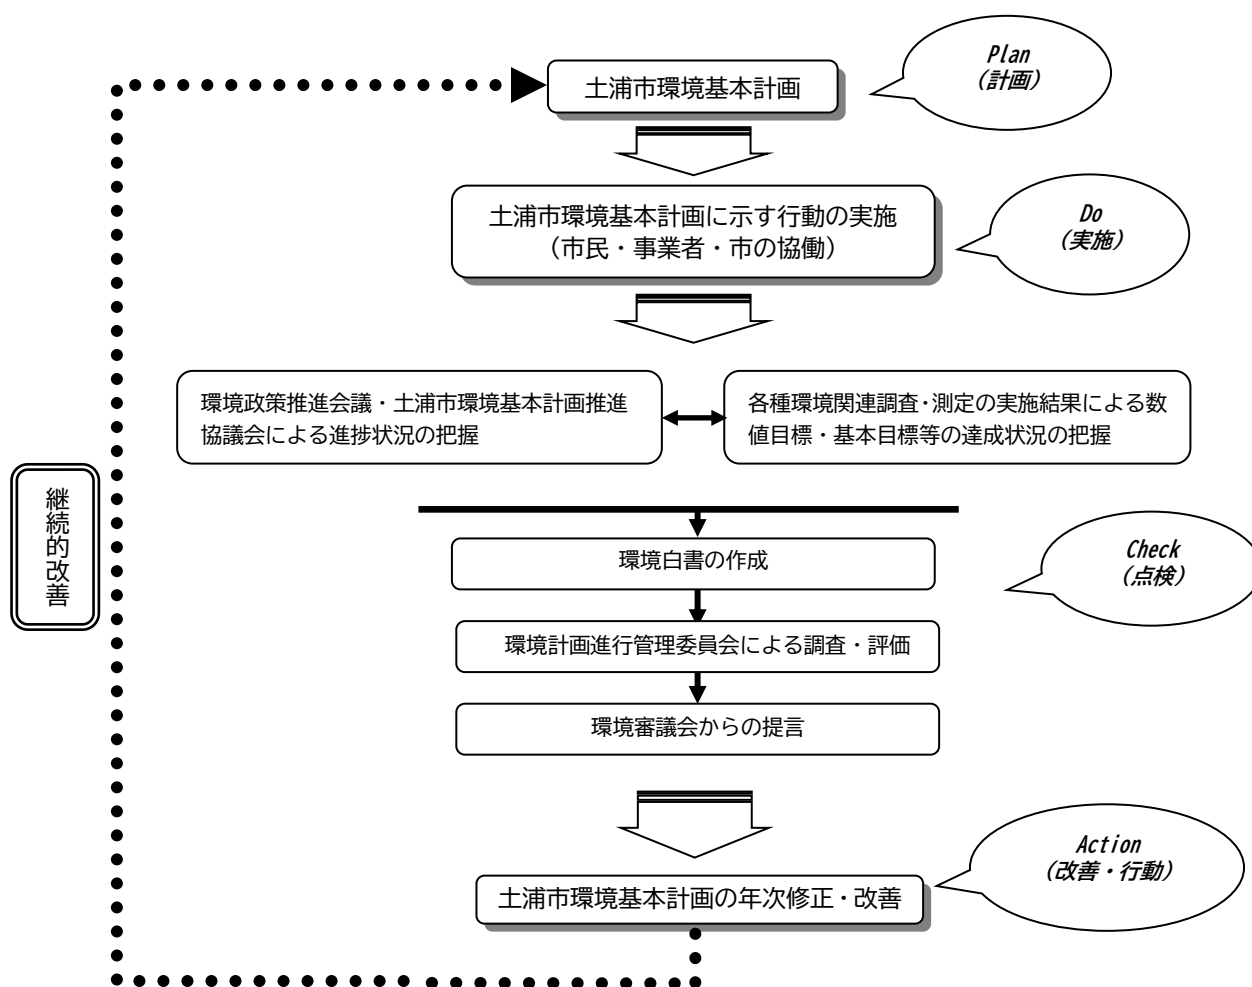 Plan
(計画)
土浦市環境基本計画
Do
(実施)
土浦市環境基本計画に示す行動の実施
(市民・事業者・市の協働)
環境政策推進会議・土浦市環境基本計画推進
協議会による進捗状況の把握
各種環境関連調査・測定の実施結果による数
値目標・基本目標等の達成状況の把握
継続的改善
Check
(点検)
環境白書の作成
環境計画進行管理委員会による調査・評価
環境審議会からの提言
Action
(改善・行動)
土浦市環境基本計画の年次修正・改善